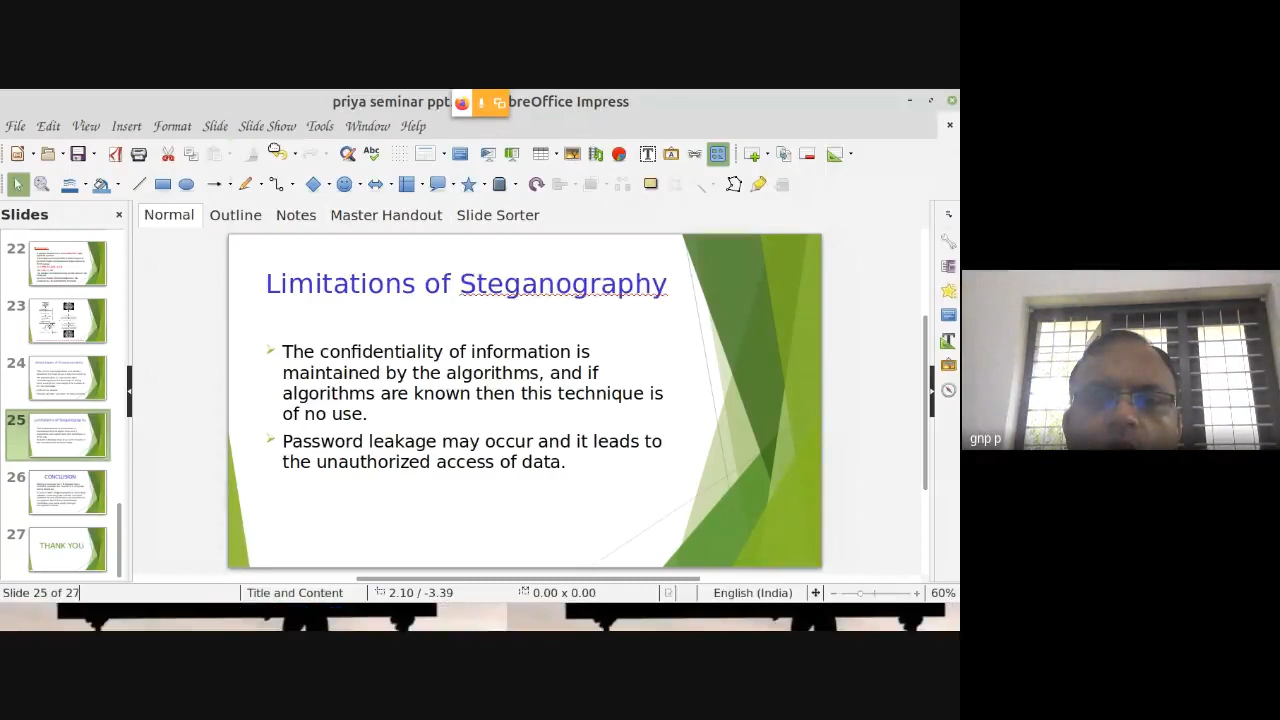 priya seminar ppt
breOffice Impress
File Edit View Insert Format Slide Slide Show Tools Window Help
Abc
Slides
Normal Outline Notes Master Handout Slide Sorter
22
23
24
25
26
CONCLUSION
27
THANK YOU
Limitations of Steganography
The confidentiality of information is
maintained by the algorithms, and if
algorithms are known then this technique is
of no use.
Password leakage may occur and it leads to
the unauthorized access of data.
gnp p
Slide 25 of 27 Title and Content 2.10 / -3.39 0.00 x 0.00 English (India) 60%